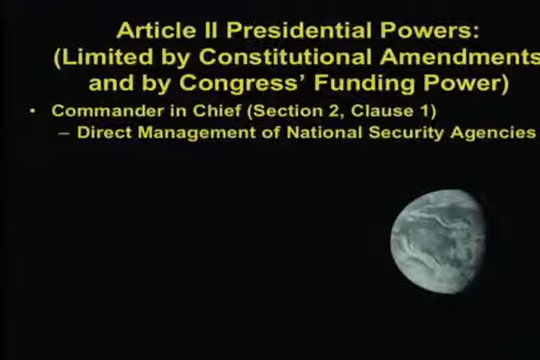 Article II Presidential Powers:
(Limited by Constitutional Amendments
and by Congress' Funding Power)
• Commander in Chief (Section 2, Clause 1)
– Direct Management of National Security Agencies